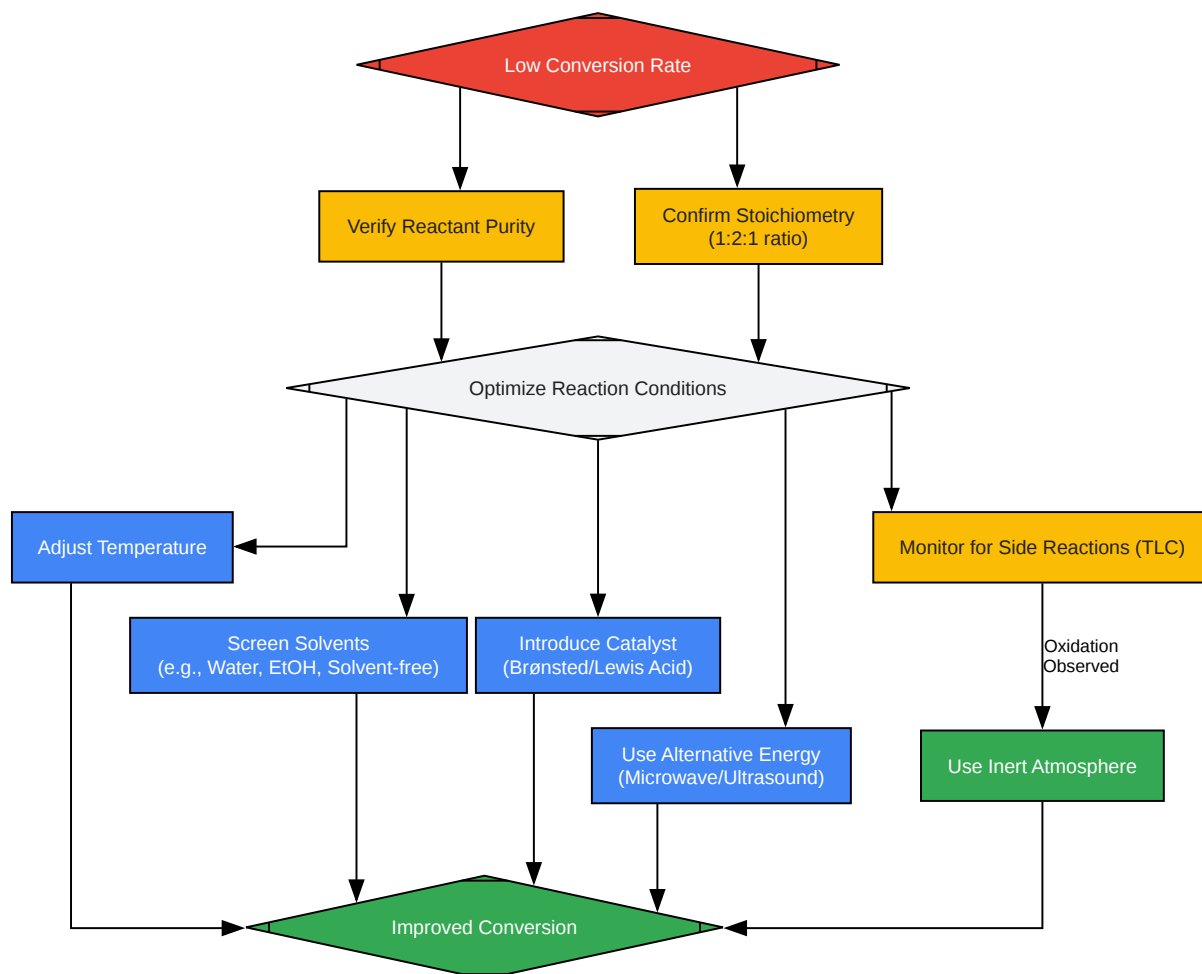 Low Conversion Rate
Verify Reactant Purity
Confirm Stoichiometry
(1:2:1 ratio)
Optimize Reaction Conditions
Adjust Temperature
Monitor for Side Reactions (TLC)
Screen Solvents
(e.g., Water, EtOH, Solvent-free)
Introduce Catalyst
(Brønsted/Lewis Acid)
Oxidation
Observed
Use Alternative Energy
(Microwave/Ultrasound)
Use Inert Atmosphere
Improved Conversion